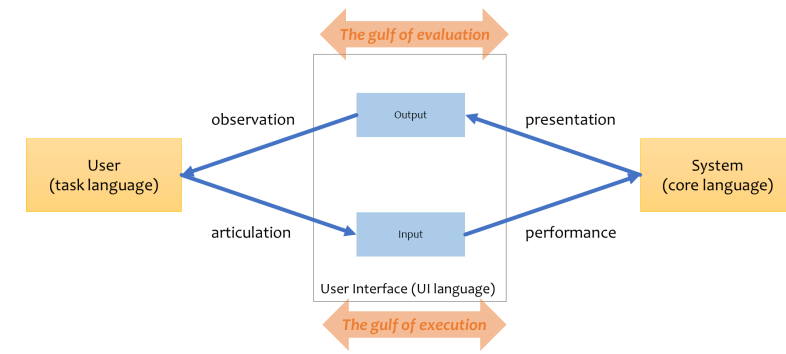 The gulf of evaluation
observation
Output
presentation
User
(task language)
System
(core language)
articulation
Input
performance
User Interface (UI language)
The gulf of execution